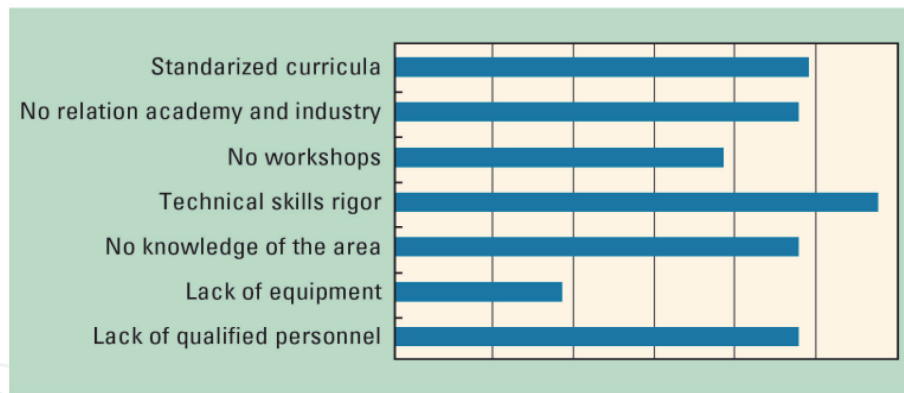 Standarized curricula
No relation academy and industry
No workshops
Technical skills rigor
No knowledge of the area
Lack of equipment
Lack of qualified personnel